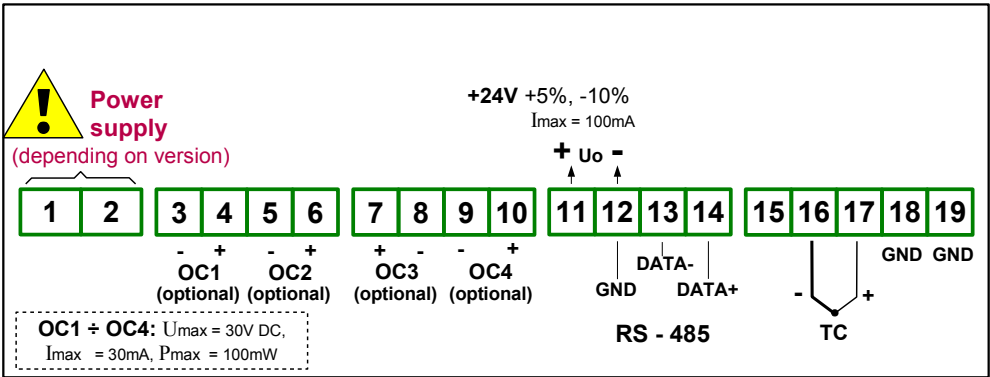 !
Power
supply
(depending on version)
+24V +5%, -10%
Imax = 100mA
+ Uo -
1 2 3 4 5 6 7 8 9 10 11 12 13 14 15 16 17 18 19
- + - + + - - +
OC1 OC2 OC3 OC4
(optional) (optional) (optional) (optional)
GND DATA- DATA+
RS - 485
- +
TC
GND GND
OC1 ÷ OC4: Umax = 30V DC,
Imax = 30mA, Pmax = 100mW